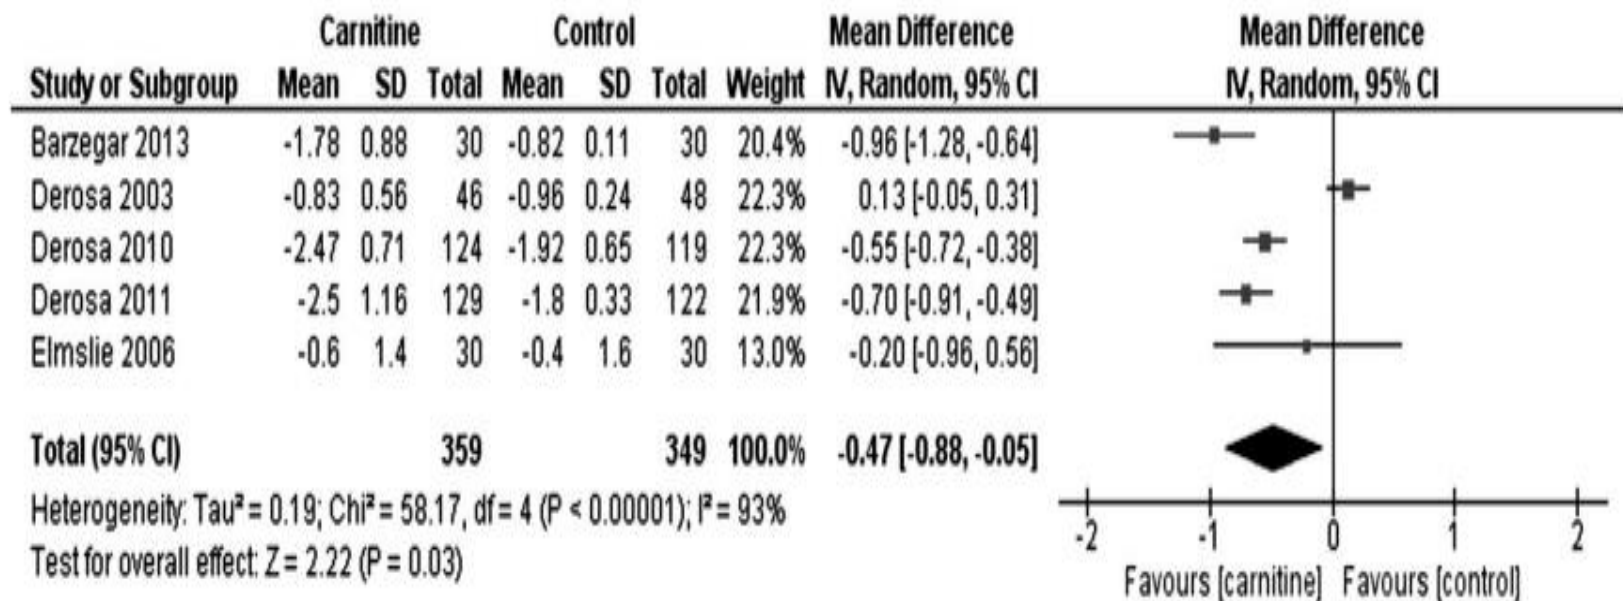 Carnitine Control Mean Difference Mean Difference
Study or Subgroup Mean SD Total Mean SD Total Weight IV, Random, 95% CI IV, Random, 95% CI
Barzegar 2013 -1.78 0.88 30 -0.82 0.11 30 20.4% -0.96 [-1.28, -0.64]
Derosa 2003 -0.83 0.56 46 -0.96 0.24 48 22.3% 0.13 [-0.05, 0.31]
Derosa 2010 -2.47 0.71 124 -1.92 0.65 119 22.3% -0.55 [-0.72, -0.38]
Derosa 2011 -2.5 1.16 129 -1.8 0.33 122 21.9% -0.70 [-0.91, -0.49]
Elmslie 2006 -0.6 1.4 30 -0.4 1.6 30 13.0% -0.20 [-0.96, 0.56]
Total (95% CI) 359 349 100.0% -0.47 [-0.88, -0.05]
Heterogeneity: Tau² = 0.19; Chi² = 58.17, df = 4 (P < 0.00001); I² = 93%
Test for overall effect: Z = 2.22 (P = 0.03)
-2 -1 0 1 2
Favours [carnitine] Favours [control]